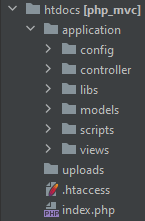 htdocs [php_mvc]
application
config
controller
libs
models
scripts
views
uploads
.htaccess
index.php